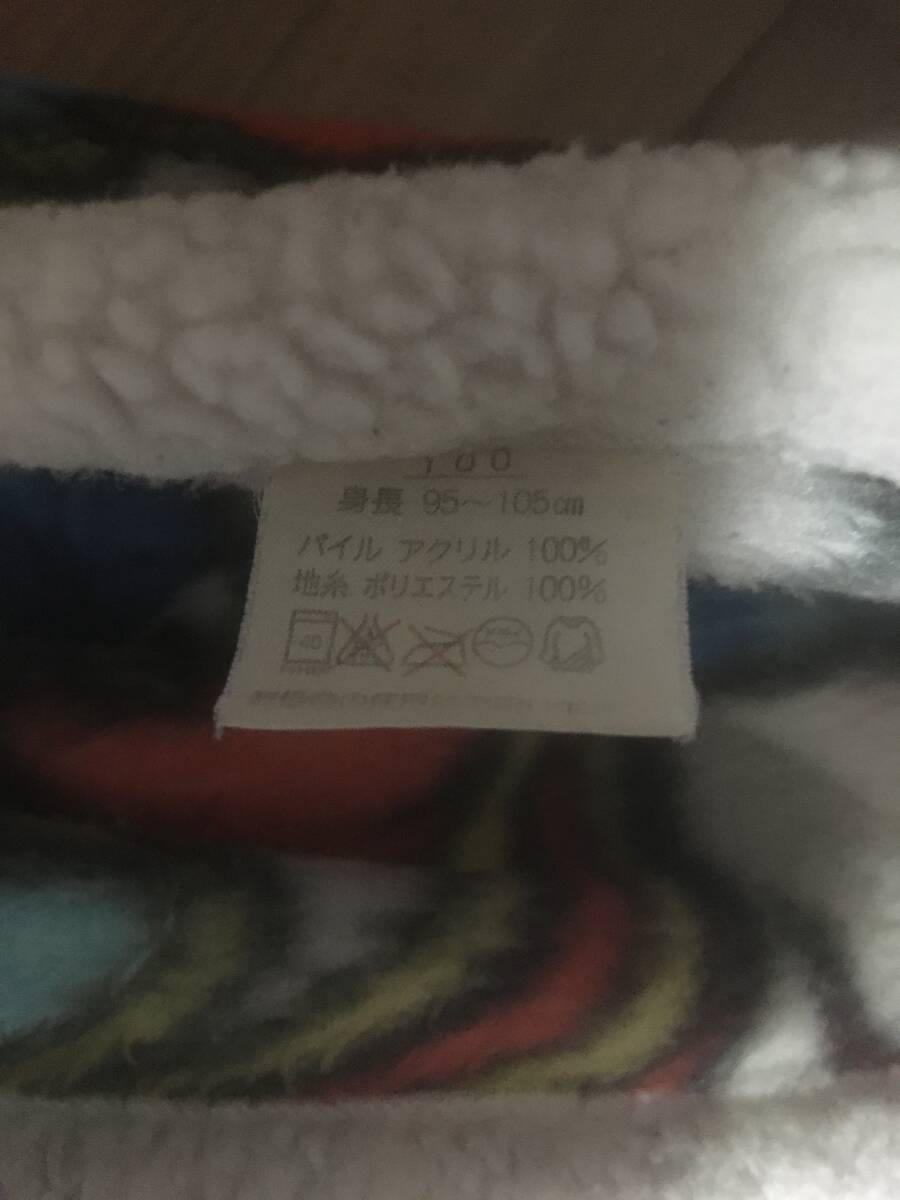 100
身長 95～105cm
パイル アクリル 100%
地糸 ポリエステル 100%
40